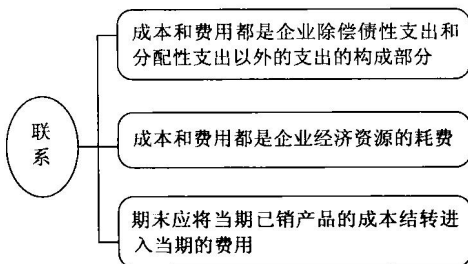 成本和费用都是企业除偿债性支出和
分配性支出以外的支出的构成部分
联
系
成本和费用都是企业经济资源的耗费
期末应将当期已销产品的成本结转进
入当期的费用